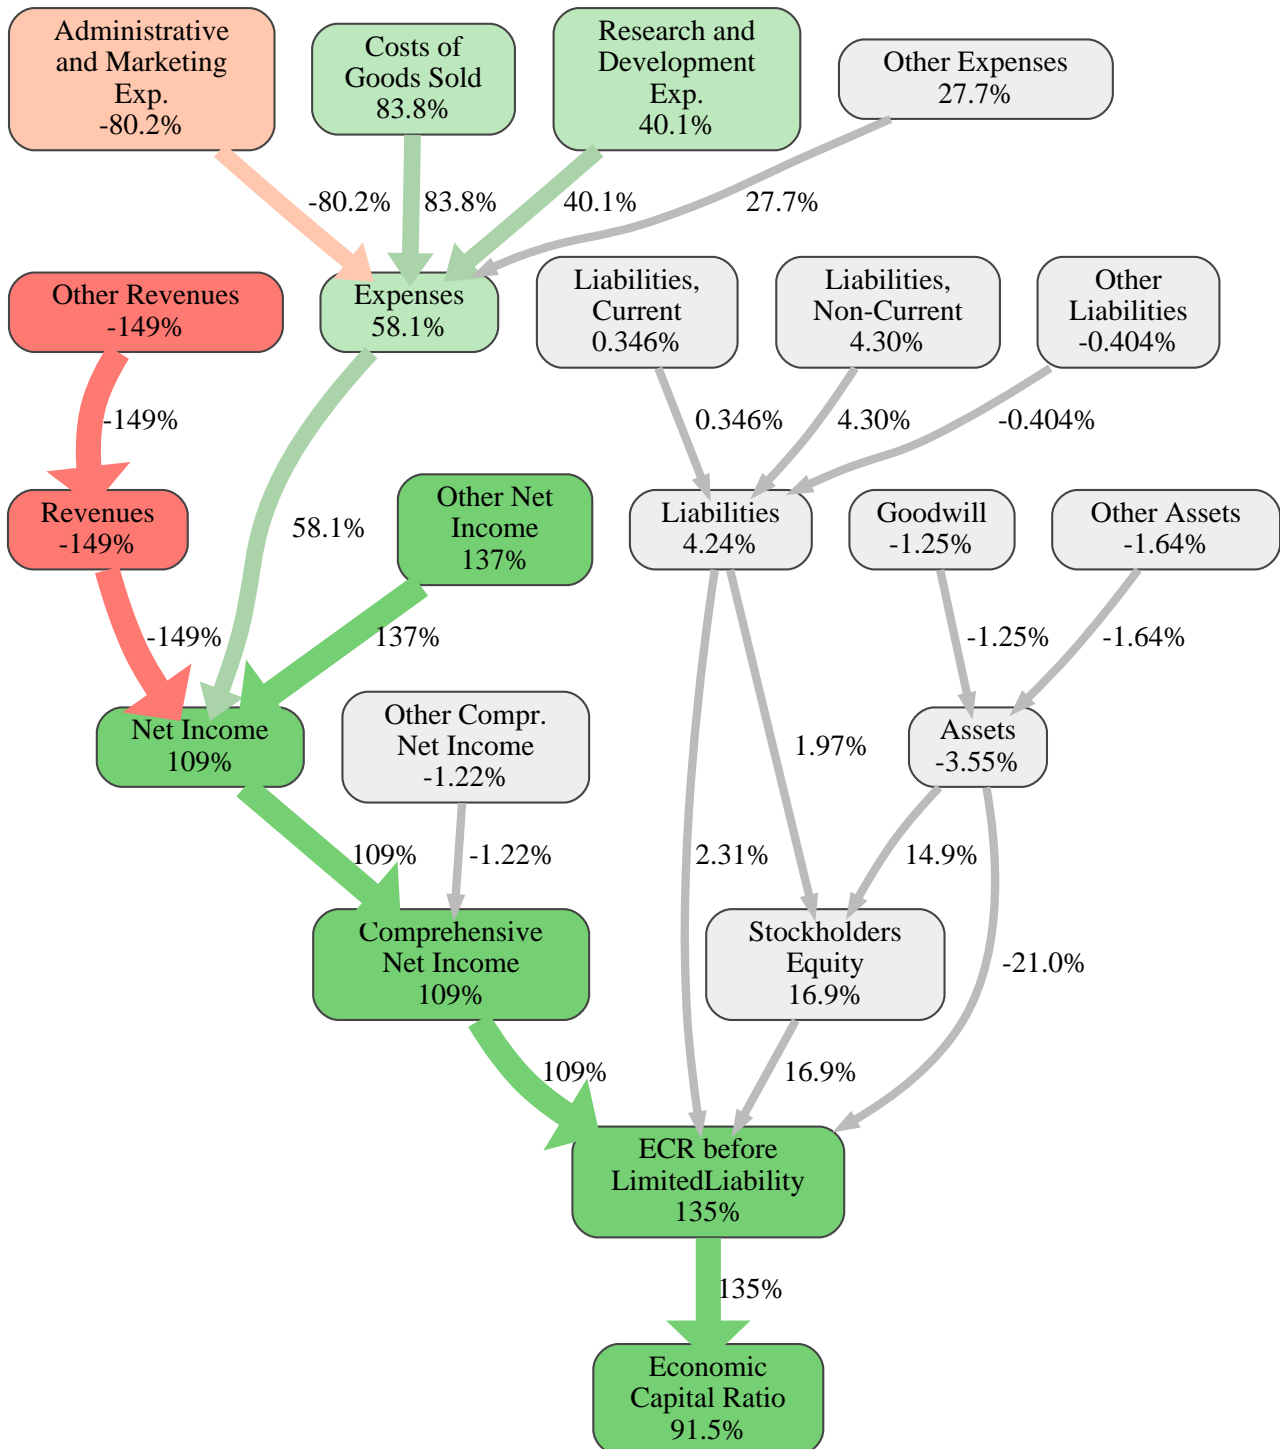 Administrative
and Marketing
Exp.
-80.2%
Costs of
Goods Sold
83.8%
Research and
Development
Exp.
40.1%
Other Expenses
27.7%
-80.2%
83.8%
40.1%
27.7%
Other Revenues
-149%
Expenses
58.1%
Liabilities,
Current
0.346%
Liabilities,
Non-Current
4.30%
Other
Liabilities
-0.404%
-149%
0.346%
4.30%
-0.404%
Revenues
-149%
58.1%
Other Net
Income
137%
Liabilities
4.24%
Goodwill
-1.25%
Other Assets
-1.64%
-149%
137%
-1.25%
-1.64%
Net Income
109%
Other Compr.
Net Income
-1.22%
1.97%
Assets
-3.55%
109%
-1.22%
2.31%
14.9%
Comprehensive
Net Income
109%
Stockholders
Equity
16.9%
-21.0%
109%
16.9%
ECR before
LimitedLiability
135%
135%
Economic
Capital Ratio
91.5%